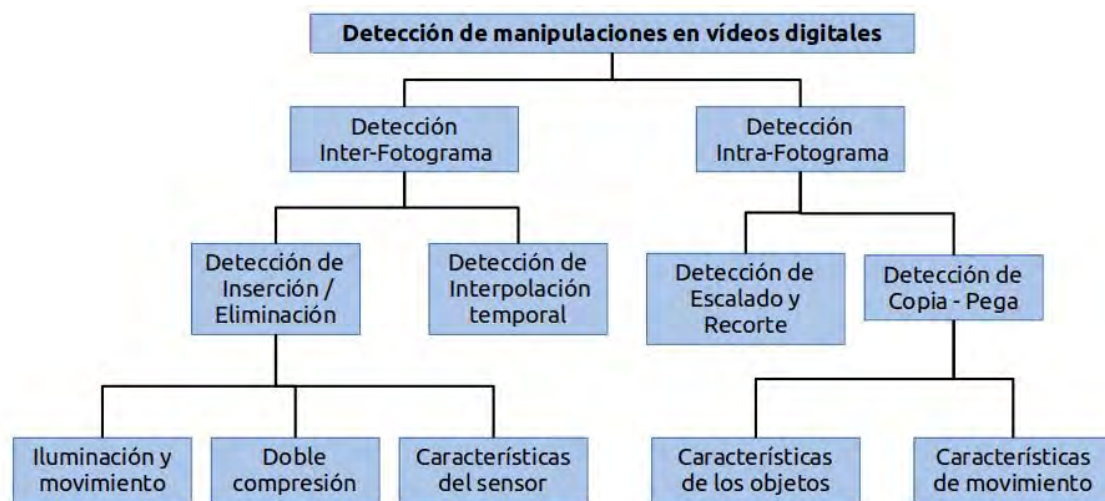 Detección de manipulaciones en vídeos digitales
Detección
Inter-Fotograma
Detección
Intra-Fotograma
Detección de
Inserción /
Eliminación
Detección de
Interpolación
temporal
Detección de
Escalado y
Recorte
Detección de
Copia - Pega
Iluminación y
movimiento
Doble
compresión
Características
del sensor
Características
de los objetos
Características
de movimiento